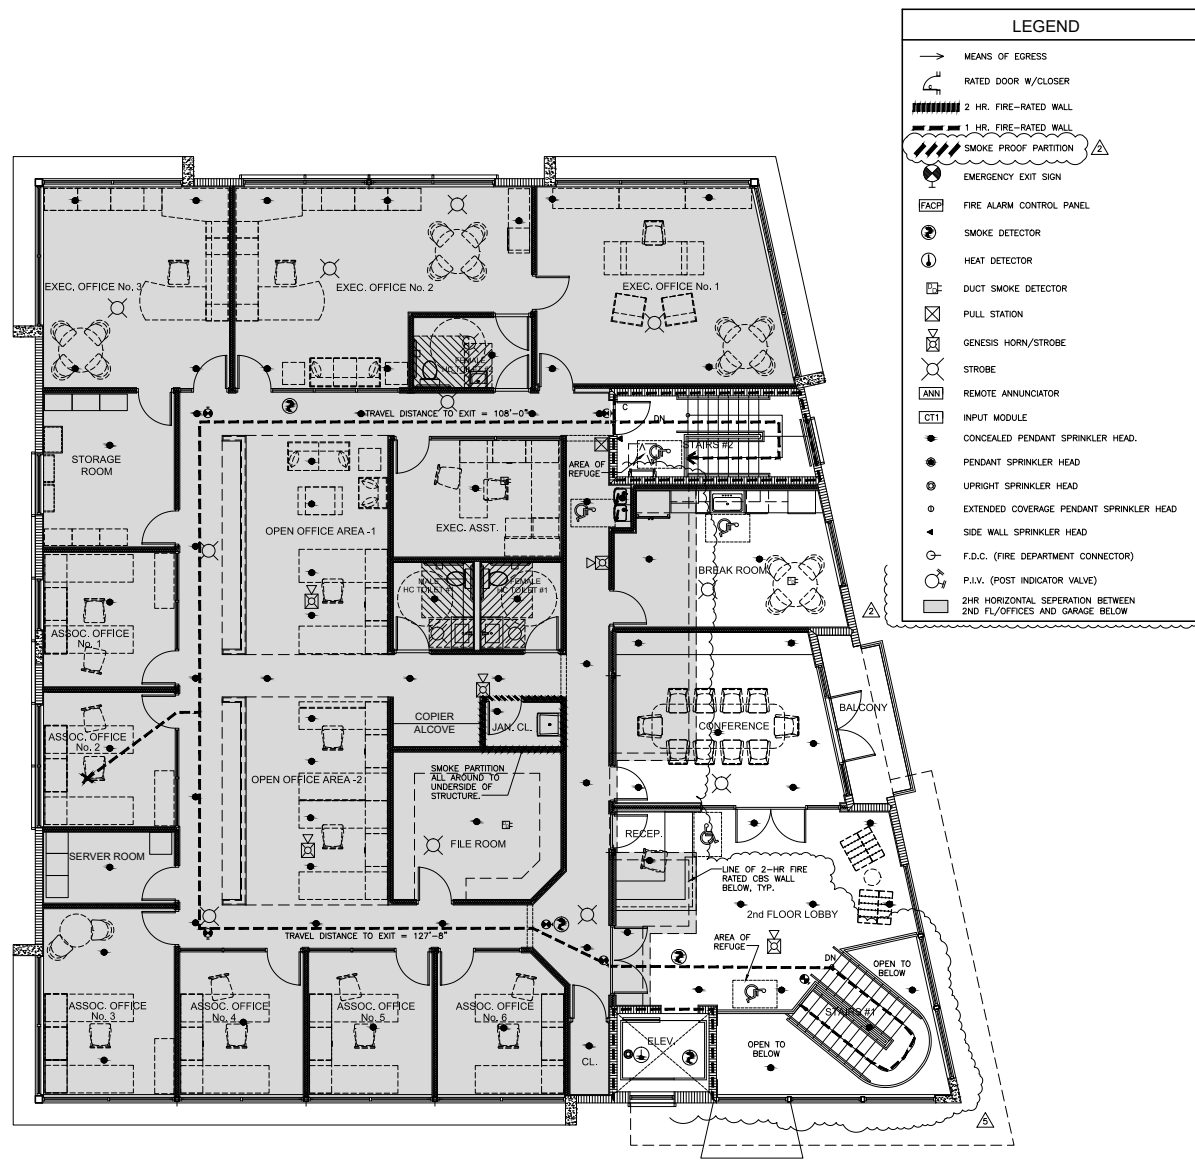 LEGEND
MEANS OF EGRESS
RATED DOOR W/CLOSER
C
2 HR. FIRE-RATED WALL
1 HR. FIRE-RATED WALL
SMOKE PROOF PARTITION
2
EMERGENCY EXIT SIGN
FACP
FIRE ALARM CONTROL PANEL
SMOKE DETECTOR
HEAT DETECTOR
DUCT SMOKE DETECTOR
PULL STATION
GENESIS HORN/STROBE
STROBE
ANN
REMOTE ANNUNCIATOR
CT1
INPUT MODULE
CONCEALED PENDANT SPRINKLER HEAD.
PENDANT SPRINKLER HEAD
UPRIGHT SPRINKLER HEAD
EXTENDED COVERAGE PENDANT SPRINKLER HEAD
SIDE WALL SPRINKLER HEAD
F.D.C. (FIRE DEPARTMENT CONNECTOR)
P.I.V. (POST INDICATOR VALVE)
2HR HORIZONTAL SEPERATION BETWEEN
2ND FL/OFFICES AND GARAGE BELOW
EXEC. OFFICE No. 3
EXEC. OFFICE No. 2
EXEC. OFFICE No. 1
FEMALE
HC TOILET
TRAVEL DISTANCE TO EXIT = 108'-0"
C
DN
STAIRS #2
AREA OF
REFUGE
STORAGE
ROOM
OPEN OFFICE AREA -1
EXEC. ASST.
BREAK ROOM
MALE
HC TOILET #1
FEMALE
HC TOILET #1
2
ASSOC. OFFICE
No. 1
ASSOC. OFFICE
No. 2
COPIER
ALCOVE
JAN. CL.
CONFERENCE
BALCONY
SMOKE PARTITION
ALL AROUND TO
UNDERSIDE OF
STRUCTURE.
OPEN OFFICE AREA -2
FILE ROOM
RECEP.
SERVER ROOM
LINE OF 2-HR FIRE
RATED CBS WALL
BELOW, TYP.
2nd FLOOR LOBBY
TRAVEL DISTANCE TO EXIT = 127'-8"
AREA OF
REFUGE
DN
OPEN TO
BELOW
ASSOC. OFFICE
No. 3
ASSOC. OFFICE
No. 4
ASSOC. OFFICE
No. 5
ASSOC. OFFICE
No. 6
STAIRS #1
ELEV.
CL.
OPEN TO
BELOW
5